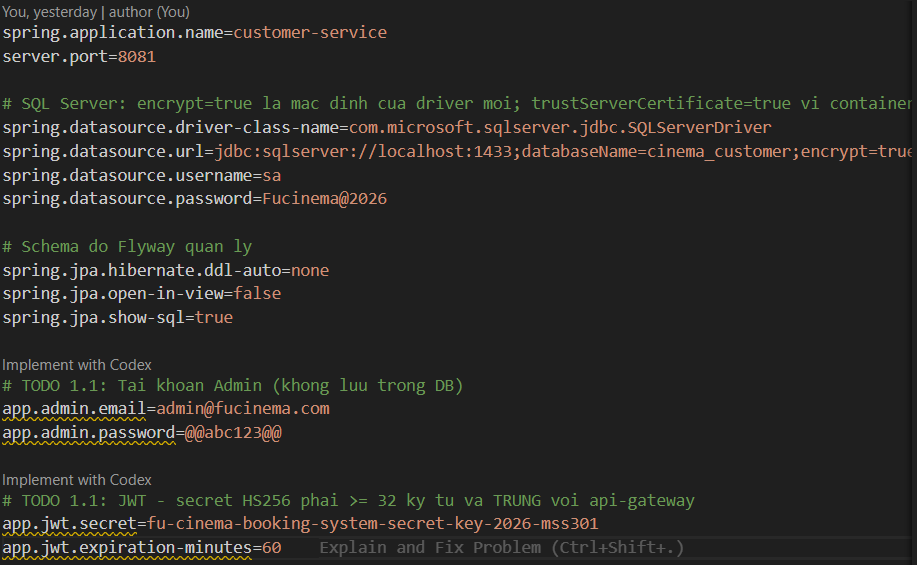 You, yesterday | author (You)
spring.application.name=customer-service
server.port=8081
# SQL Server: encrypt=true la mac dinh cua driver moi; trustServerCertificate=true vi container
spring.datasource.driver-class-name=com.microsoft.sqlserver.jdbc.SQLServerDriver
spring.datasource.url=jdbc:sqlserver://localhost:1433;databaseName=cinema_customer;encrypt=true
spring.datasource.username=sa
spring.datasource.password=Fucinema@2026
# Schema do Flyway quan ly
spring.jpa.hibernate.ddl-auto=none
spring.jpa.open-in-view=false
spring.jpa.show-sql=true
Implement with Codex
# TODO 1.1: Tai khoan Admin (khong luu trong DB)
app.admin.email=admin@fucinema.com
app.admin.password=@@abc123@@
Implement with Codex
# TODO 1.1: JWT - secret HS256 phai >= 32 ky tu va TRUNG voi api-gateway
app.jwt.secret=fu-cinema-booking-system-secret-key-2026-mss301
app.jwt.expiration-minutes=60 Explain and Fix Problem (Ctrl+Shift+.)